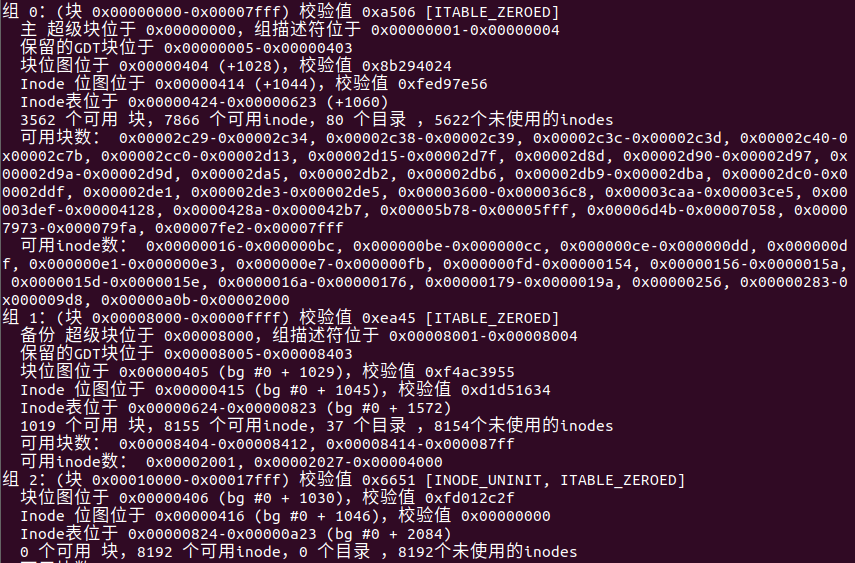 组 0：(块 0x00000000-0x00007fff) 校验值 0xa506 [ITABLE_ZEROED]
主 超级块位于 0x00000000，组描述符位于 0x00000001-0x00000004
保留的GDT块位于 0x00000005-0x00000403
块位图位于 0x00000404 (+1028)，校验值 0x8b294024
Inode 位图位于 0x00000414 (+1044)，校验值 0xfed97e56
Inode表位于 0x00000424-0x00000623 (+1060)
3562 个可用 块，7866 个可用inode，80 个目录 ，5622个未使用的inodes
可用块数： 0x00002c29-0x00002c34, 0x00002c38-0x00002c39, 0x00002c3c-0x00002c3d, 0x00002c40-0
x00002c7b, 0x00002cc0-0x00002d13, 0x00002d15-0x00002d7f, 0x00002d8d, 0x00002d90-0x00002d97, 0
x00002d9a-0x00002d9d, 0x00002da5, 0x00002db2, 0x00002db6, 0x00002db9-0x00002dba, 0x00002dc0-0x0
0002ddf, 0x00002de1, 0x00002de3-0x00002de5, 0x00003600-0x000036c8, 0x00003caa-0x00003ce5, 0x00
003def-0x00004128, 0x0000428a-0x000042b7, 0x00005b78-0x00005fff, 0x00006d4b-0x00007058, 0x0000
7973-0x000079fa, 0x00007fe2-0x00007fff
可用inode数： 0x00000016-0x000000bc, 0x000000be-0x000000cc, 0x000000ce-0x000000dd, 0x000000d
f, 0x000000e1-0x000000e3, 0x000000e7-0x000000fb, 0x000000fd-0x00000154, 0x00000156-0x0000015a,
0x0000015d-0x0000015e, 0x0000016a-0x00000176, 0x00000179-0x0000019a, 0x00000256, 0x00000283-0
x000009d8, 0x00000a0b-0x00002000
组 1：(块 0x00008000-0x0000ffff) 校验值 0xea45 [ITABLE_ZEROED]
备份 超级块位于 0x00008000，组描述符位于 0x00008001-0x00008004
保留的GDT块位于 0x00008005-0x00008403
块位图位于 0x00000405 (bg #0 + 1029)，校验值 0xf4ac3955
Inode 位图位于 0x00000415 (bg #0 + 1045)，校验值 0xd1d51634
Inode表位于 0x00000624-0x00000823 (bg #0 + 1572)
1019 个可用 块，8155 个可用inode，37 个目录 ，8154个未使用的inodes
可用块数： 0x00008404-0x00008412, 0x00008414-0x000087ff
可用inode数： 0x00002001, 0x00002027-0x00004000
组 2：(块 0x00010000-0x00017fff) 校验值 0x6651 [INODE_UNINIT, ITABLE_ZEROED]
块位图位于 0x00000406 (bg #0 + 1030)，校验值 0xfd012c2f
Inode 位图位于 0x00000416 (bg #0 + 1046)，校验值 0x00000000
Inode表位于 0x00000824-0x00000a23 (bg #0 + 2084)
0 个可用 块，8192 个可用inode，0 个目录 ，8192个未使用的inodes